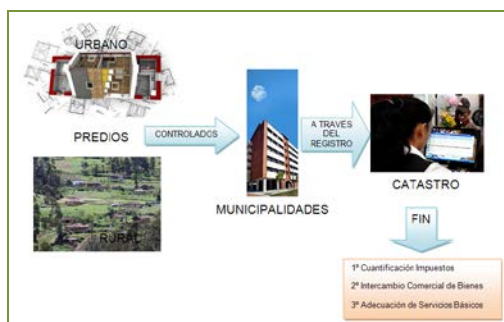 URBANO
PREDIOS
RURAL
CONTROLADOS
MUNICIPALIDADES
A TRAVES
DEL
REGISTRO
CATASTRO
FIN
1º Cuantificación Impuestos
2º Intercambio Comercial de Bienes
3º Adecuación de Servicios Básicos